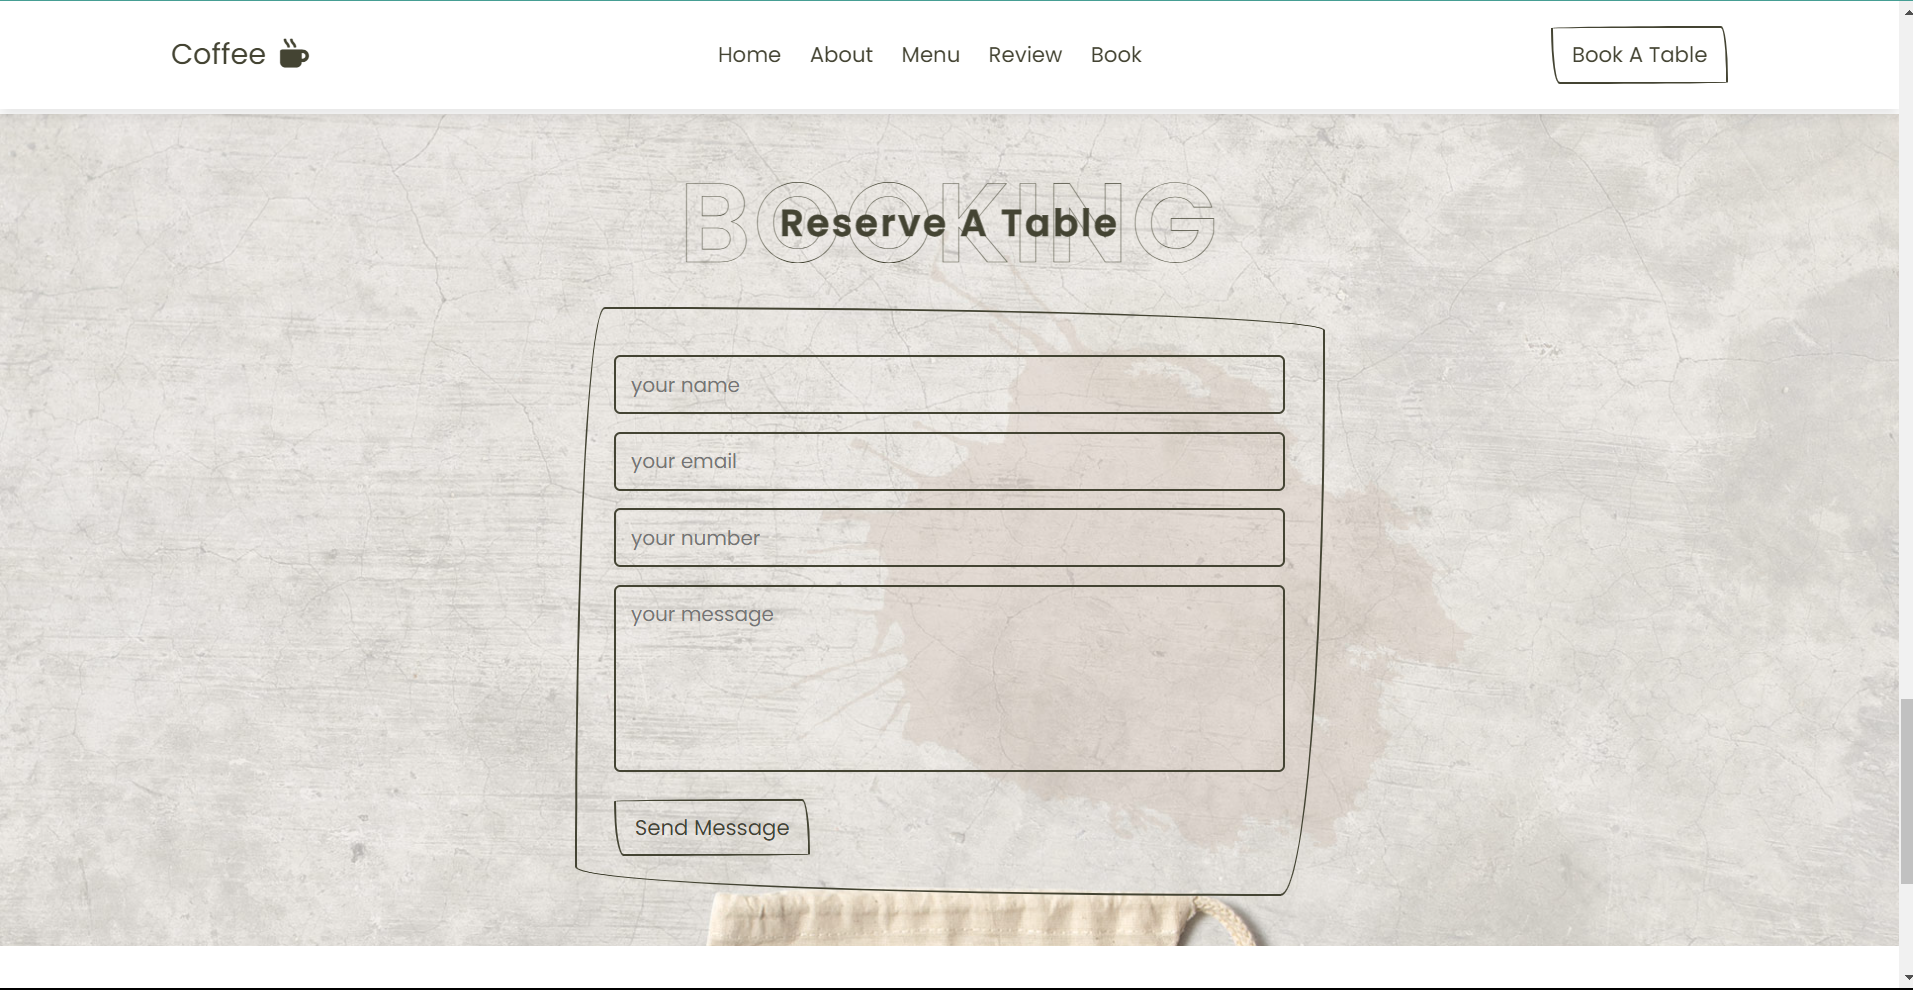 Coffee
Home About Menu Review Book
Book A Table
BOOKING
Reserve A Table
your name
your email
your number
your message
Send Message